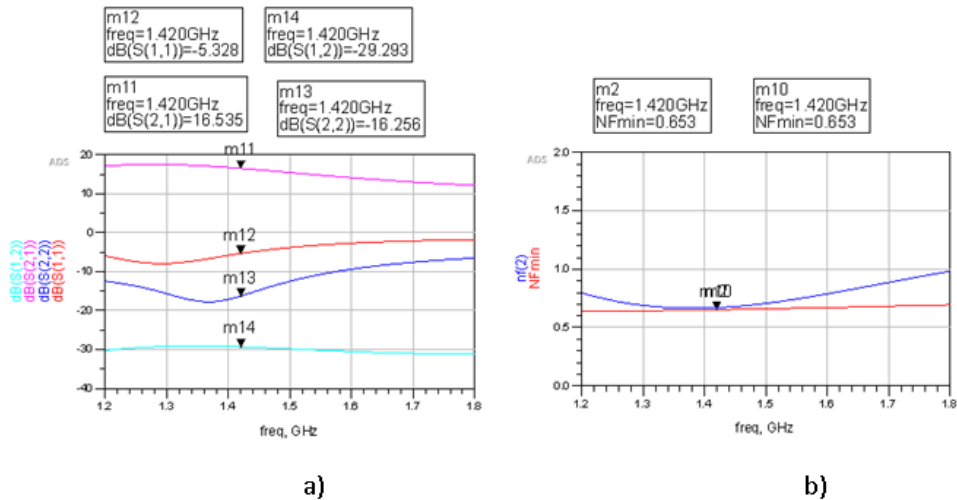 m12
freq=1.420GHz
dB(S(1,1))=-5.328
m14
freq=1.420GHz
dB(S(1,2))=-29.293
m11
freq=1.420GHz
dB(S(2,1))=16.535
m13
freq=1.420GHz
dB(S(2,2))=-16.256
ADS
20
10
0
-10
-20
-30
-40
m11
m12
m13
m14
dB(S(1,2))
dB(S(2,1))
dB(S(2,2))
dB(S(1,1))
1.2 1.3 1.4 1.5 1.6 1.7 1.8
freq, GHz
a)
m2
freq=1.420GHz
NFmin=0.653
m10
freq=1.420GHz
NFmin=0.653
ADS
2.0
1.5
1.0
0.5
0.0
nf(2)
NFmin
1.2 1.3 1.4 1.5 1.6 1.7 1.8
freq, GHz
b)